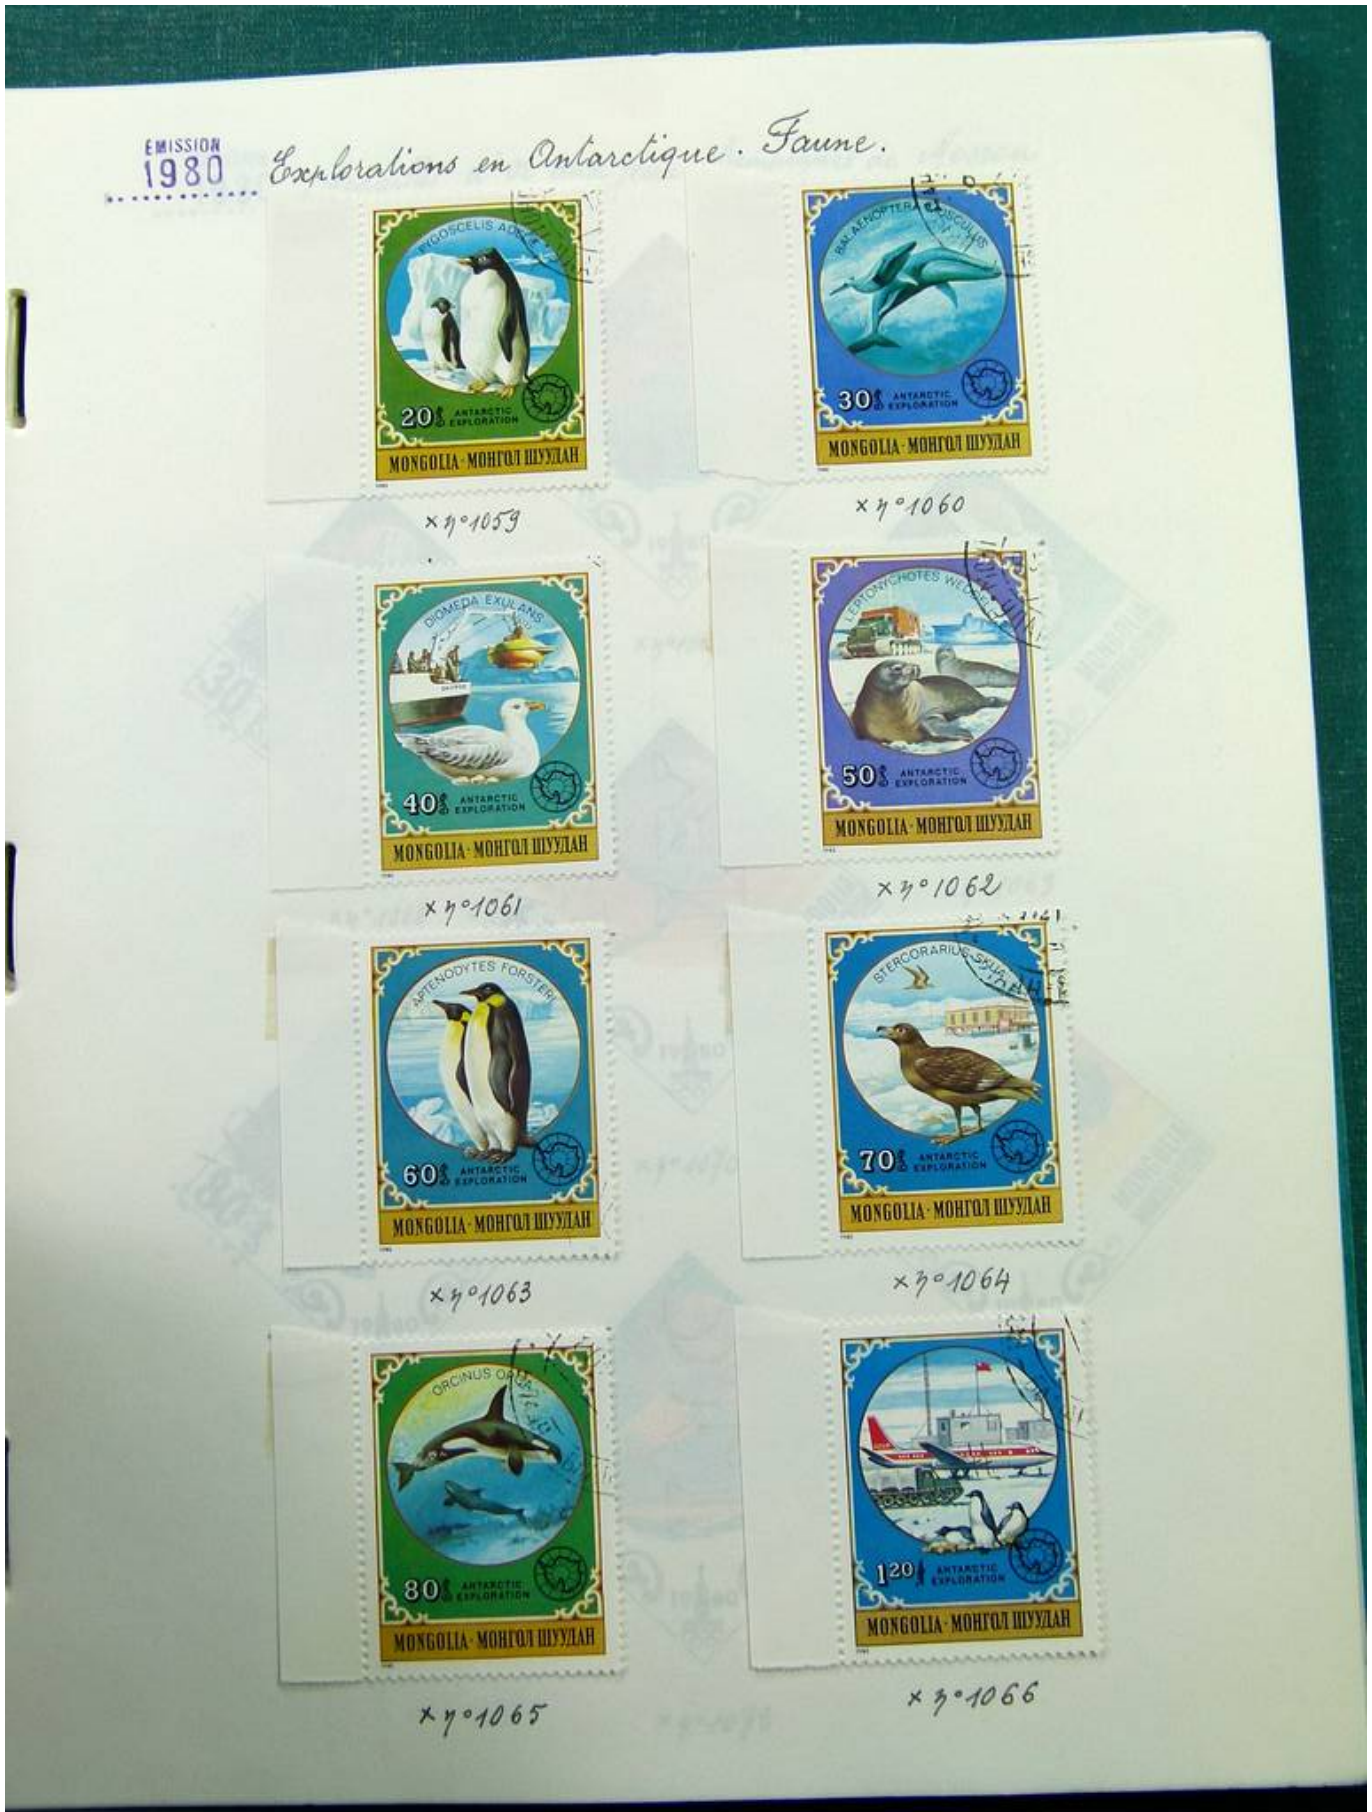 EMISSION
1980
Explorations en Antarctique. Faune.
PYGOSCELIS ADELIAE
20
ANTARCTIC
EXPLORATION
MONGOLIA · МОНГОЛ ШУУДАН
x n° 1059
BALAENOPTERA MUSCULUS
30
ANTARCTIC
EXPLORATION
MONGOLIA · МОНГОЛ ШУУДАН
x n° 1060
DIOMEDA EXULANS
40
ANTARCTIC
EXPLORATION
MONGOLIA · МОНГОЛ ШУУДАН
x n° 1061
LEPTONYCHOTES
50
ANTARCTIC
EXPLORATION
MONGOLIA · МОНГОЛ ШУУДАН
x n° 1062
APTENODYTES FORSTERI
60
ANTARCTIC
EXPLORATION
MONGOLIA · МОНГОЛ ШУУДАН
x n° 1063
STERCORARIUS SKUA
70
ANTARCTIC
EXPLORATION
MONGOLIA · МОНГОЛ ШУУДАН
x n° 1064
ORCINUS ORCA
80
ANTARCTIC
EXPLORATION
MONGOLIA · МОНГОЛ ШУУДАН
x n° 1065
1.20
ANTARCTIC
EXPLORATION
MONGOLIA · МОНГОЛ ШУУДАН
x n° 1066